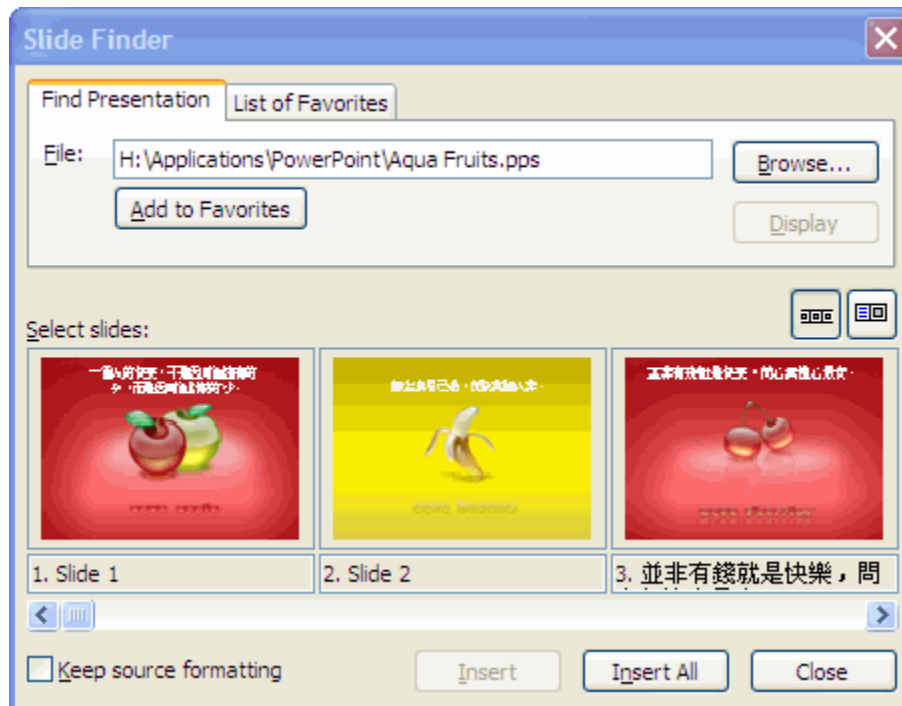 Slide Finder
Find Presentation
List of Favorites
File:
H:\Applications\PowerPoint\Aqua Fruits.pps
Browse...
Add to Favorites
Display
Select slides:
1. Slide 1
2. Slide 2
3. 並非有錢就是快樂，問
Keep source formatting
Insert
Insert All
Close